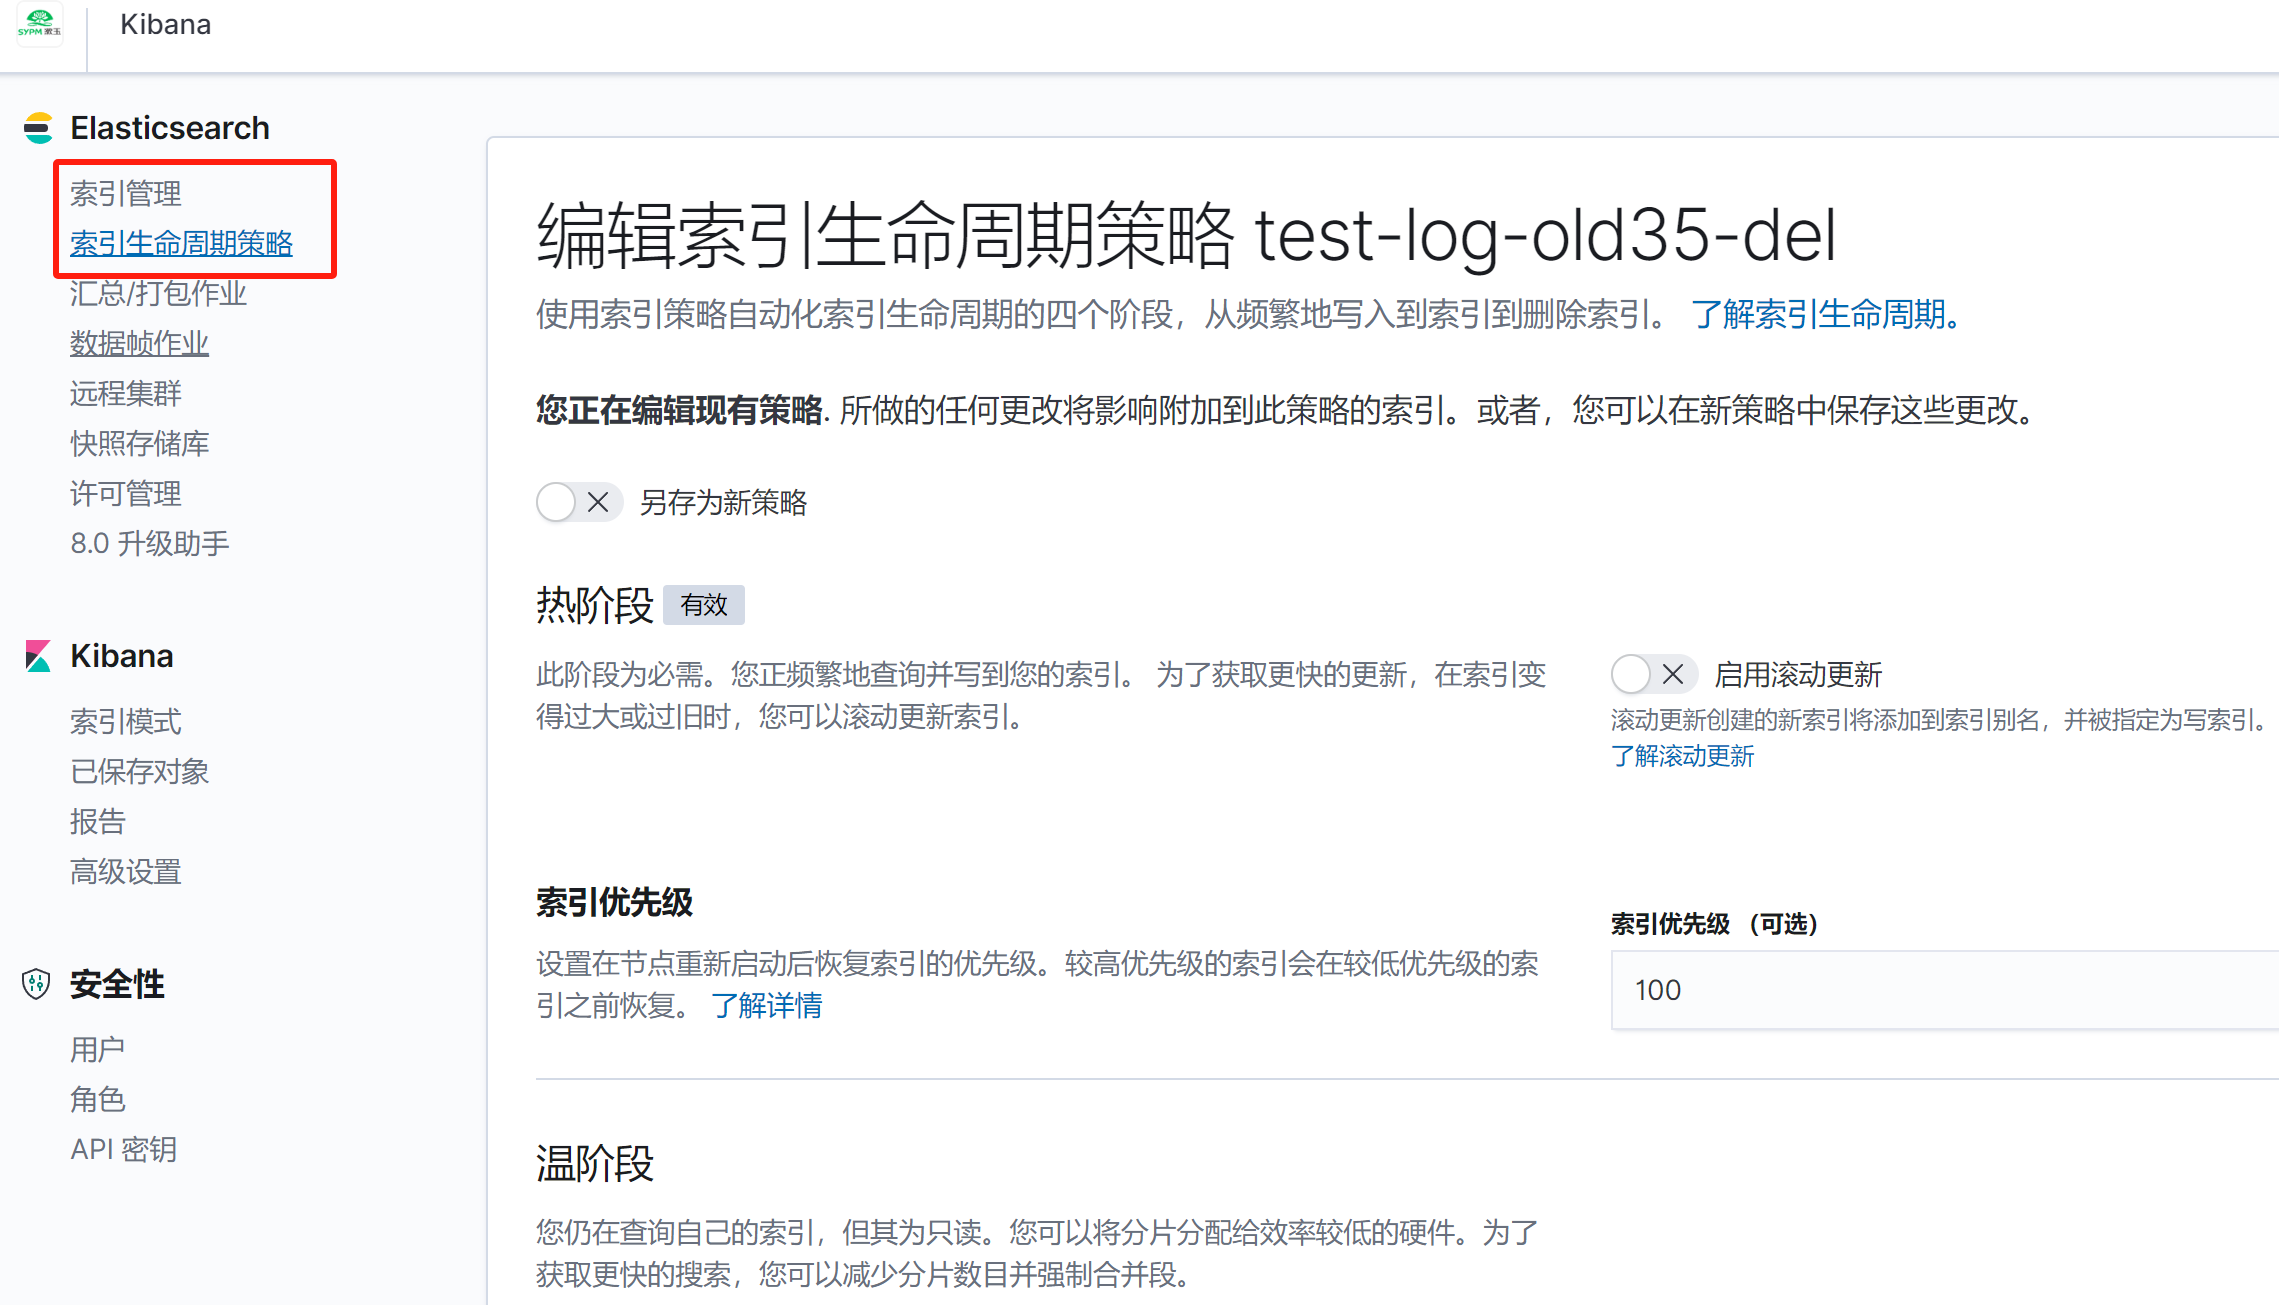 SYPM 漱玉
Kibana
Elasticsearch
索引管理
索引生命周期策略
汇总/打包作业
数据帧作业
远程集群
快照存储库
许可管理
8.0 升级助手
Kibana
索引模式
已保存对象
报告
高级设置
安全性
用户
角色
API 密钥
编辑索引生命周期策略 test-log-old35-del
使用索引策略自动化索引生命周期的四个阶段，从频繁地写入到索引到删除索引。 了解索引生命周期。
您正在编辑现有策略. 所做的任何更改将影响附加到此策略的索引。或者，您可以在新策略中保存这些更改。
另存为新策略
热阶段 有效
此阶段为必需。您正频繁地查询并写到您的索引。 为了获取更快的更新，在索引变
得过大或过旧时，您可以滚动更新索引。
启用滚动更新
滚动更新创建的新索引将添加到索引别名，并被指定为写索引。
了解滚动更新
索引优先级
设置在节点重新启动后恢复索引的优先级。较高优先级的索引会在较低优先级的索
引之前恢复。 了解详情
索引优先级 （可选）
100
温阶段
您仍在查询自己的索引，但其为只读。您可以将分片分配给效率较低的硬件。为了
获取更快的搜索，您可以减少分片数目并强制合并段。